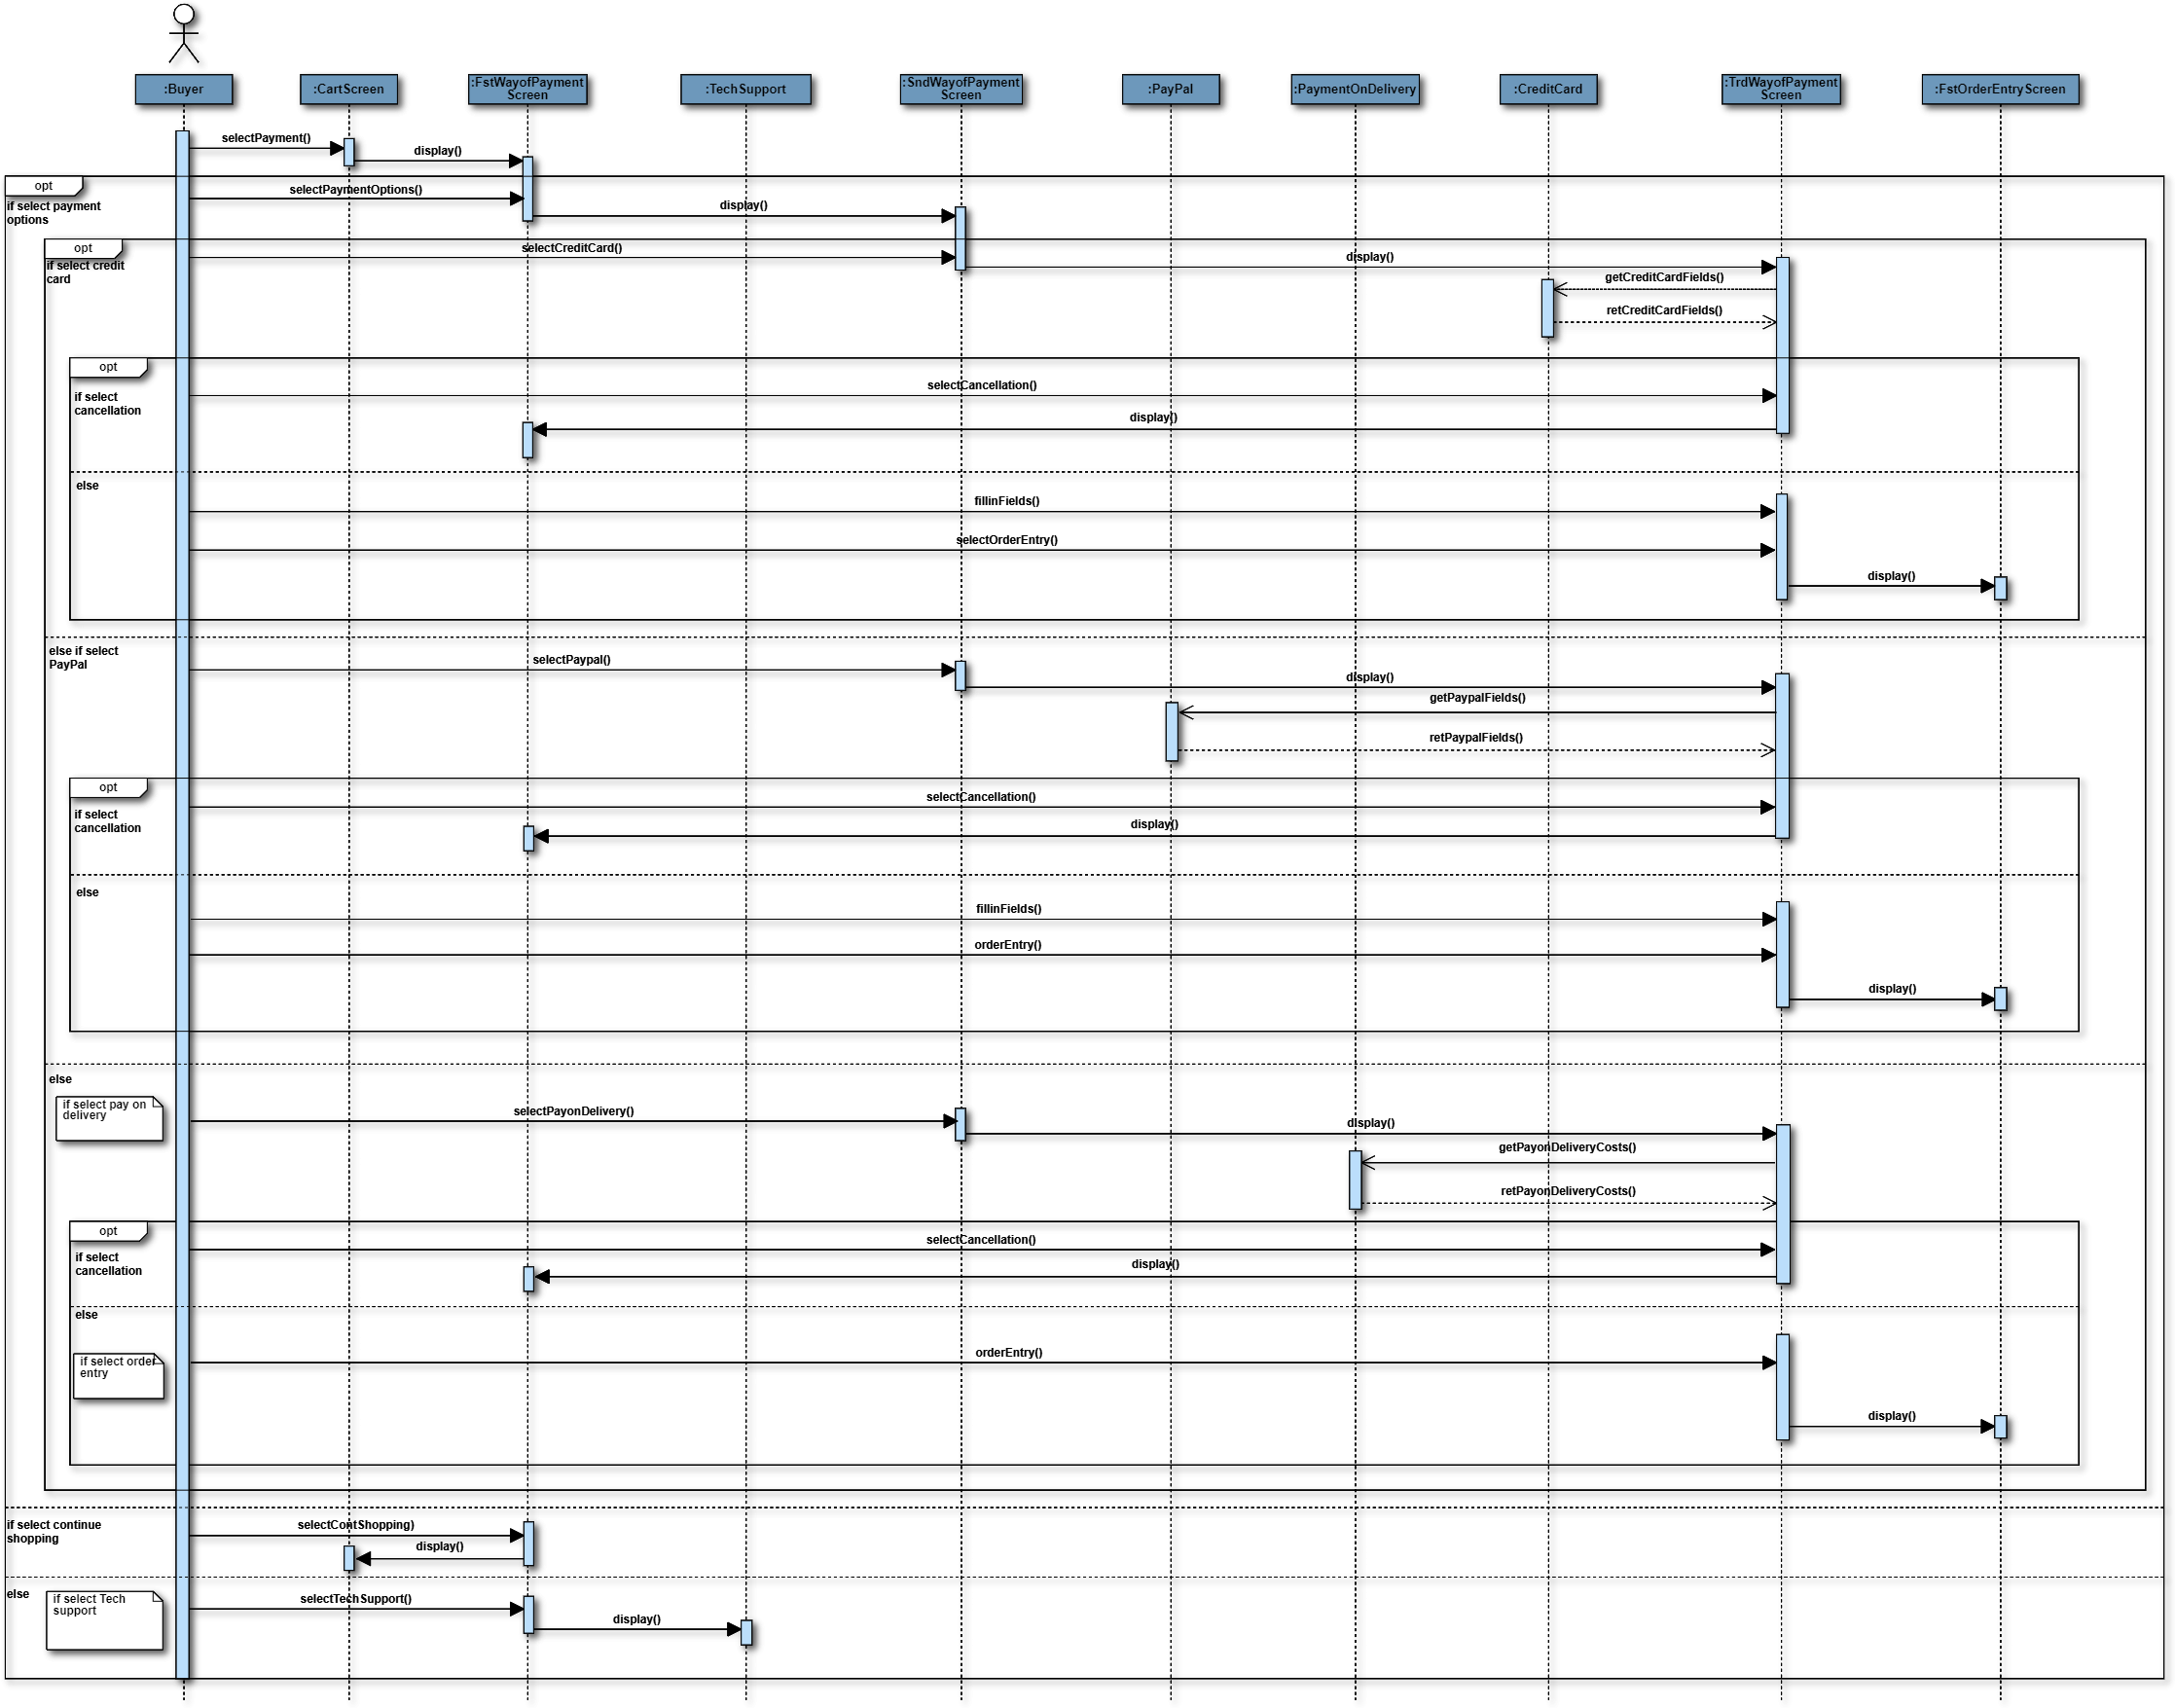 :Buyer
:CartScreen
:FstWayofPayment
Screen
:TechSupport
:SndWayofPayment
Screen
:PayPal
:PaymentOnDelivery
:CreditCard
:TrdWayofPayment
Screen
:FstOrderEntryScreen
selectPayment()
display()
opt
if select payment
options
selectPaymentOptions()
display()
opt
if select credit
card
selectCreditCard()
display()
getCreditCardFields()
retCreditCardFields()
opt
if select
cancellation
selectCancellation()
display()
else
fillinFields()
selectOrderEntry()
display()
else if select
PayPal
selectPaypal()
display()
getPaypalFields()
retPaypalFields()
opt
if select
cancellation
selectCancellation()
display()
else
fillinFields()
orderEntry()
display()
else
if select pay on
delivery
selectPayonDelivery()
display()
getPayonDeliveryCosts()
retPayonDeliveryCosts()
opt
if select
cancellation
selectCancellation()
display()
else
if select order
entry
orderEntry()
display()
if select continue
shopping
selectContShopping)
display()
else
if select Tech
support
selectTechSupport()
display()